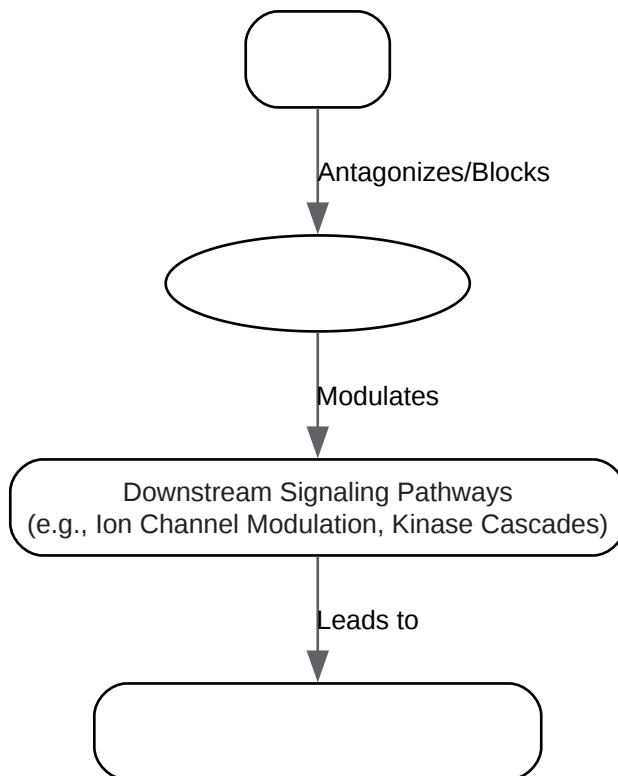 Antagonizes/Blocks
Modulates
Downstream Signaling Pathways
(e.g., Ion Channel Modulation, Kinase Cascades)
Leads to